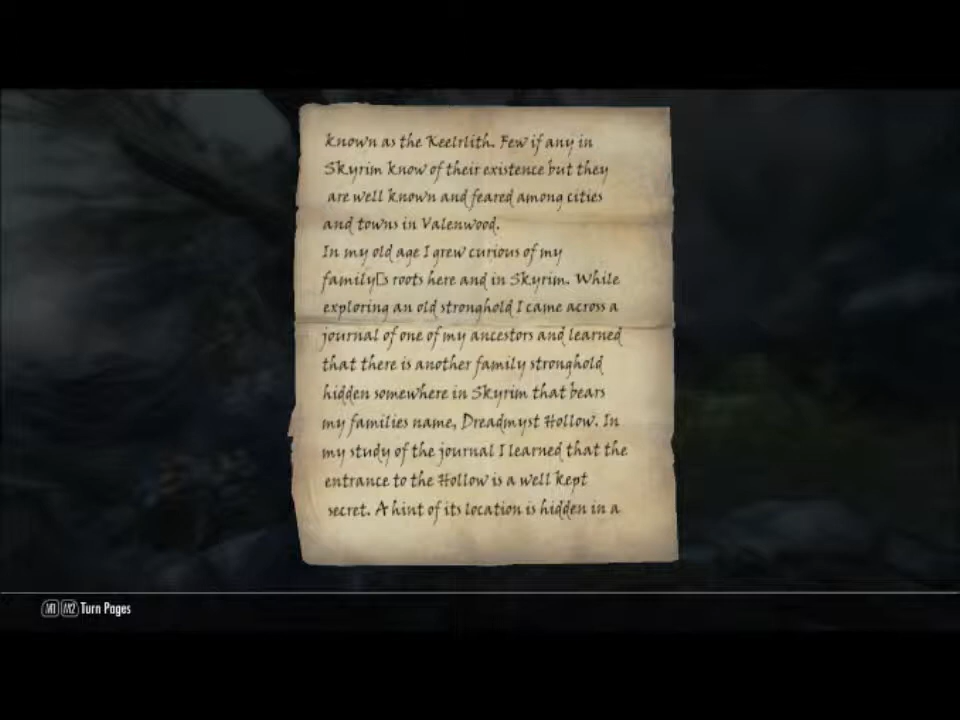 known as the Keelrlith. Few if any in
Skyrim know of their existence but they
are well known and feared among cities
and towns in Valenwood.
In my old age I grew curious of my
family▯s roots here and in Skyrim. While
exploring an old stronghold I came across a
journal of one of my ancestors and learned
that there is another family stronghold
hidden somewhere in Skyrim that bears
my families name, Dreadmyst Hollow. In
my study of the journal I learned that the
entrance to the Hollow is a well kept
secret. A hint of its location is hidden in a
M1 M2 Turn Pages